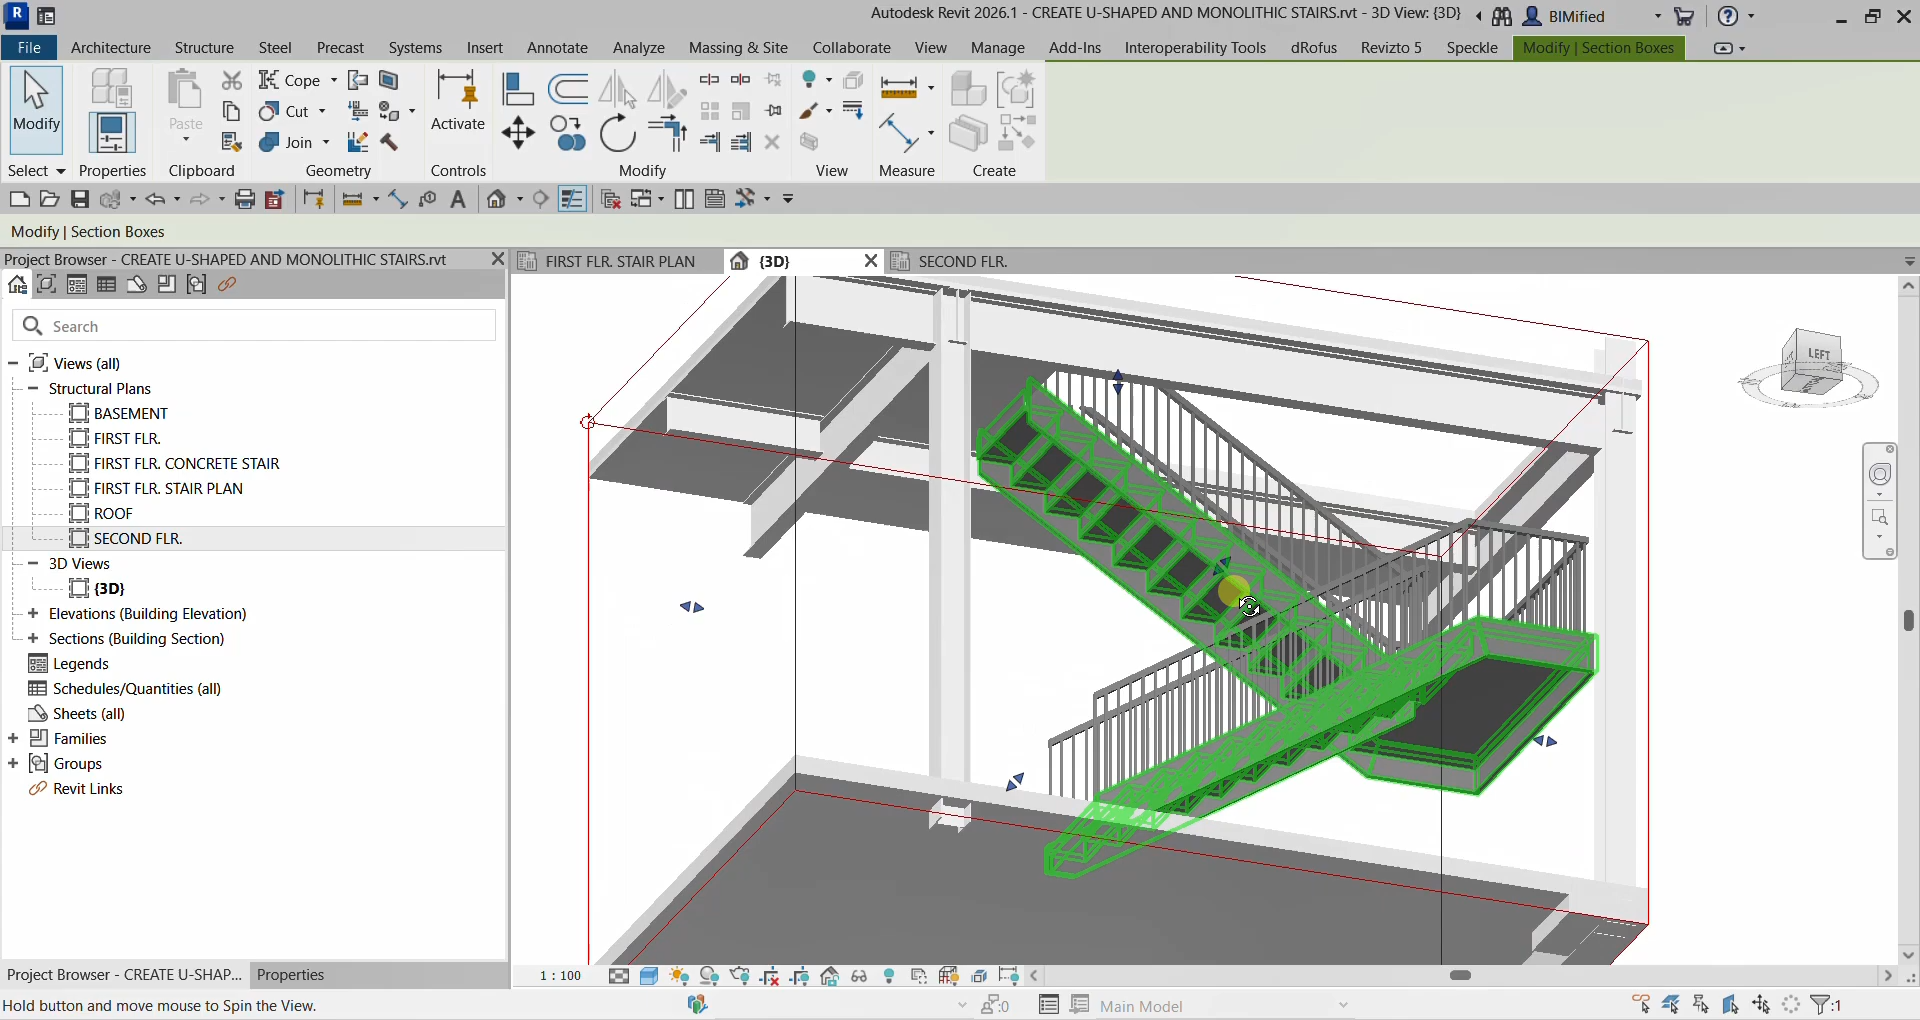 R
Autodesk Revit 2026.1 - CREATE U-SHAPED AND MONOLITHIC STAIRS.rvt - 3D View: {3D}
BIMified
File Architecture Structure Steel Precast Systems Insert Annotate Analyze Massing & Site Collaborate View Manage Add-Ins Interoperability Tools dRofus Revizto 5 Speckle Modify | Section Boxes
Cope
Cut
Join
Modify
Paste
Activate
Select Properties Clipboard Geometry Controls Modify View Measure Create
Modify | Section Boxes
Project Browser - CREATE U-SHAPED AND MONOLITHIC STAIRS.rvt
FIRST FLR. STAIR PLAN
{3D}
SECOND FLR.
Search
Views (all)
Structural Plans
BASEMENT
FIRST FLR.
FIRST FLR. CONCRETE STAIR
FIRST FLR. STAIR PLAN
ROOF
SECOND FLR.
3D Views
{3D}
Elevations (Building Elevation)
Sections (Building Section)
Legends
Schedules/Quantities (all)
Sheets (all)
Families
Groups
Revit Links
LEFT
Project Browser - CREATE U-SHAP... Properties
1 : 100
Hold button and move mouse to Spin the View.
:0
Main Model
:1